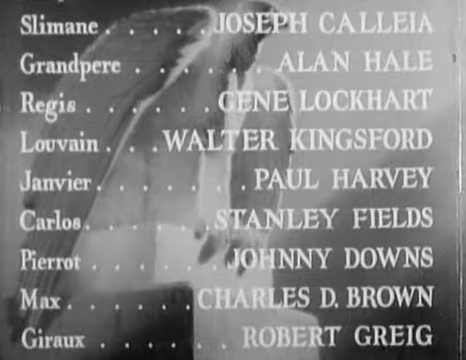 Slimane . . . . . JOSEPH CALLEIA
Grandpere . . . . . . ALAN HALE
Regis . . . . . . GENE LOCKHART
Louvain . . . WALTER KINGSFORD
Janvier . . . . . . . PAUL HARVEY
Carlos . . . . . . STANLEY FIELDS
Pierrot . . . . . . JOHNNY DOWNS
Max . . . . . . CHARLES D. BROWN
Giraux . . . . . . ROBERT GREIG